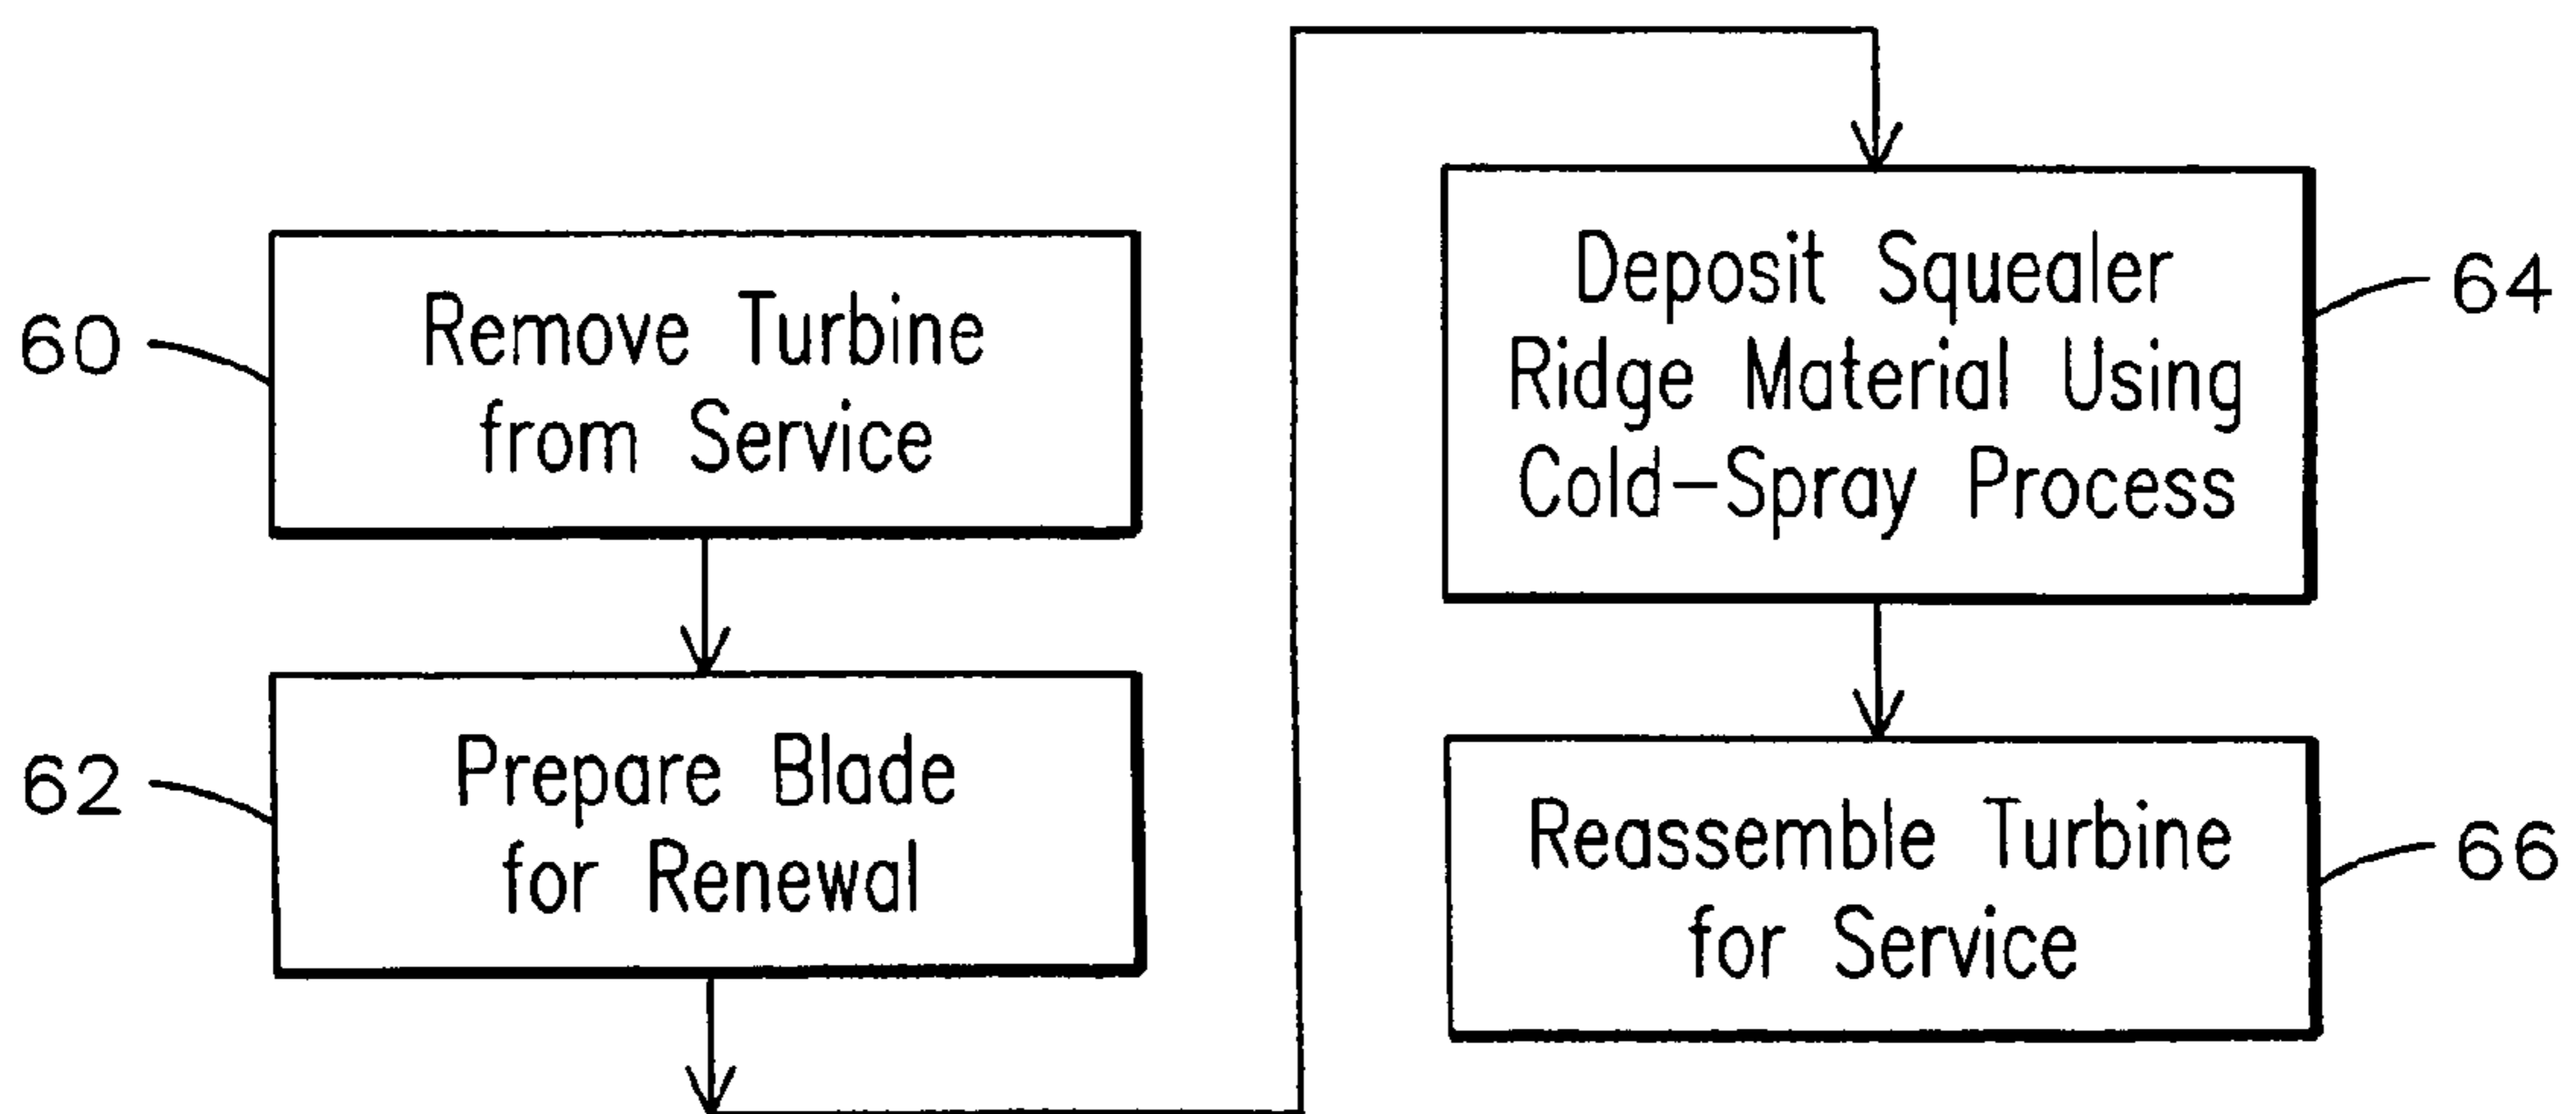 60
Remove Turbine
from Service
62
Prepare Blade
for Renewal
Deposit Squealer
Ridge Material Using
Cold-Spray Process
64
Reassemble Turbine
for Service
66